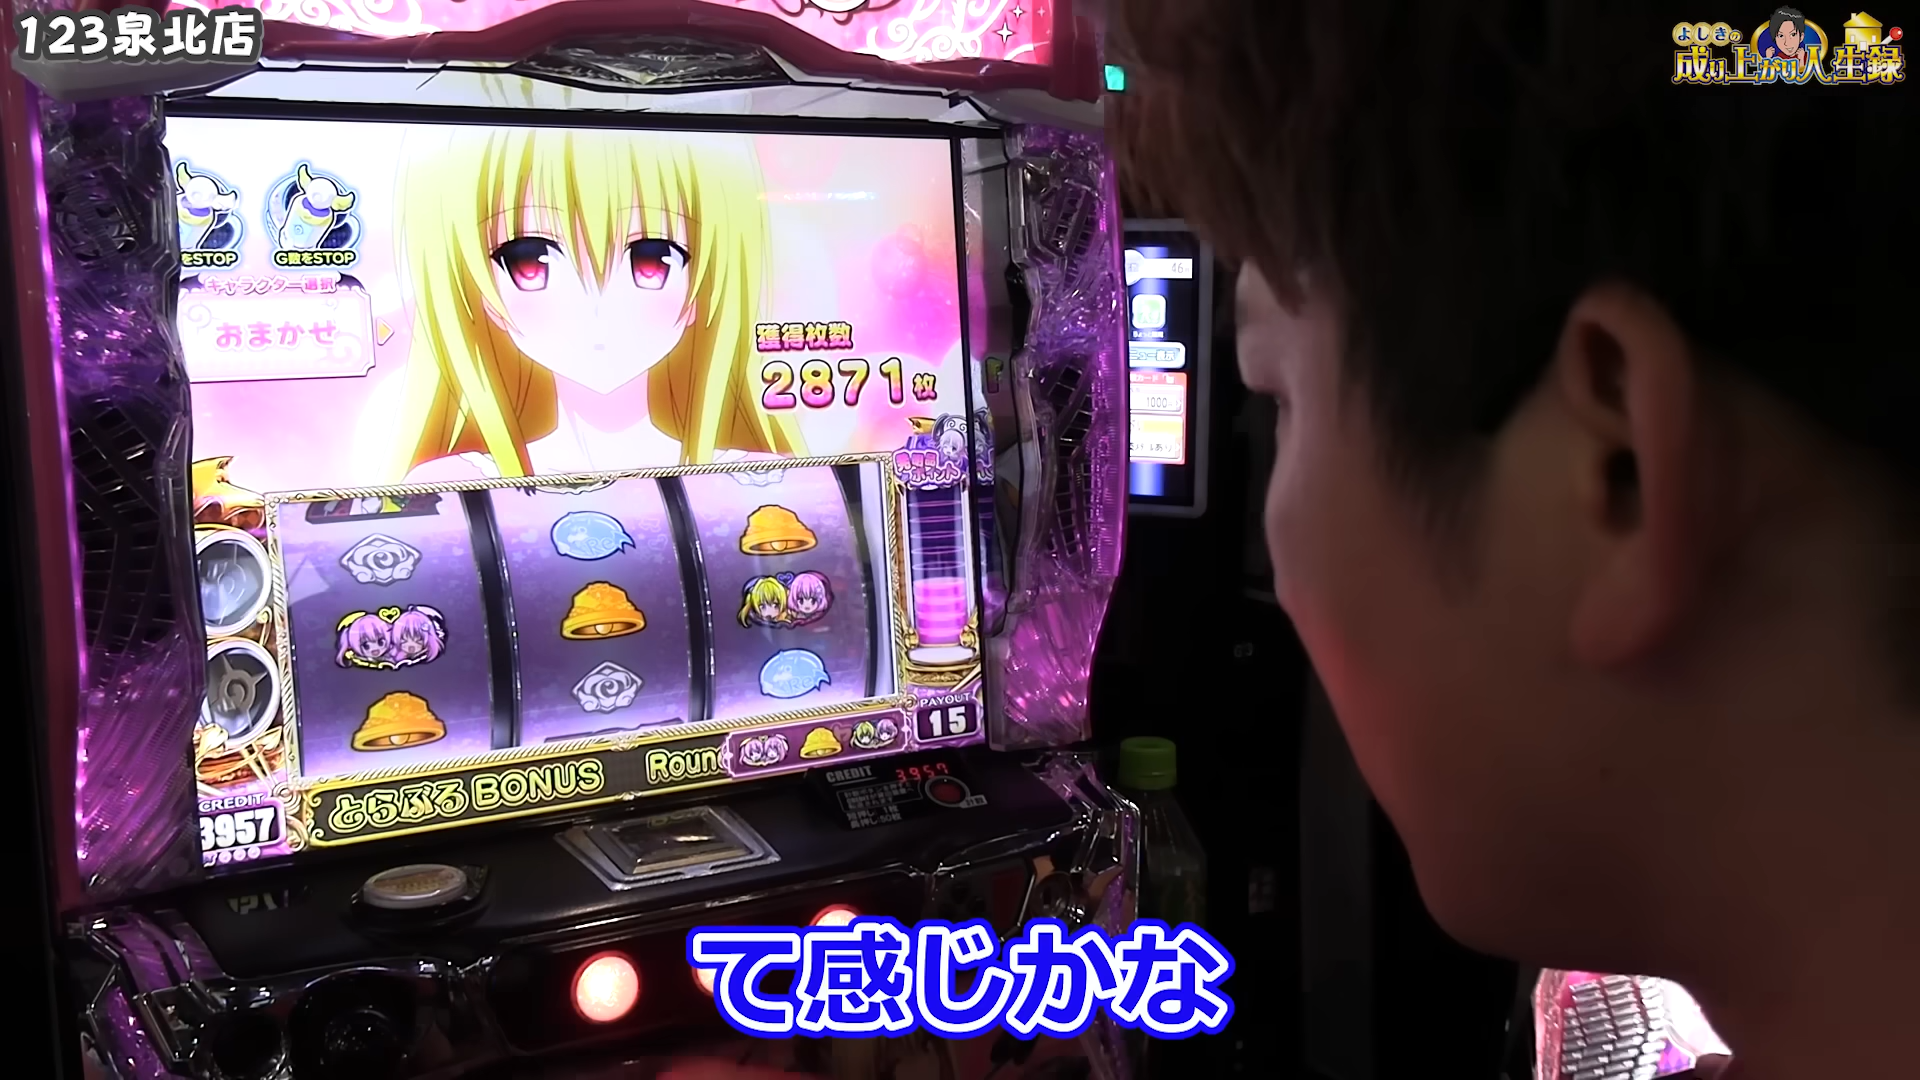 123泉北店
よしきの
成り上がり人生録
をSTOP
G数をSTOP
キャラクター選択
おまかせ
獲得枚数
2871枚
PAYOUT
15
とらぶるBONUS
Roun
CREDIT
3957
CREDIT
3957
1000
て感じかな